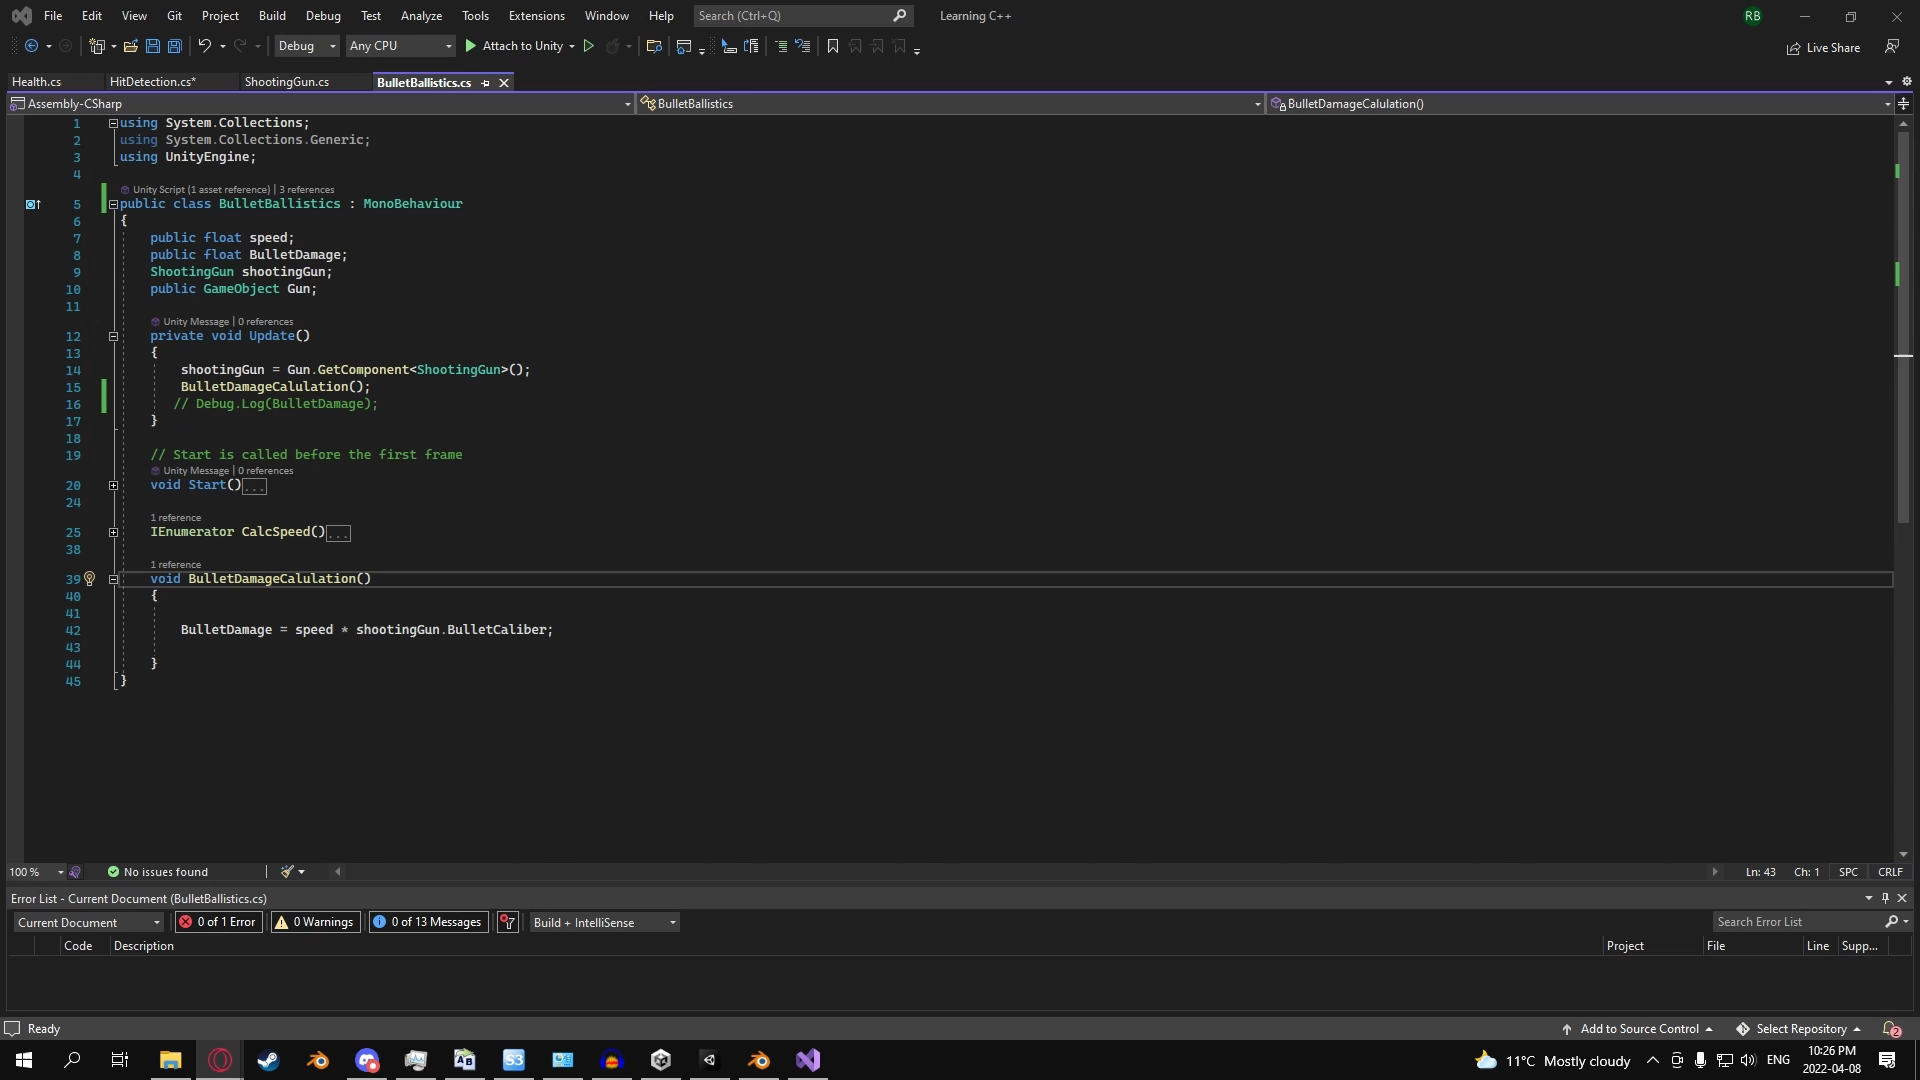 File Edit View Git Project Build Debug Test Analyze Tools Extensions Window Help Search (Ctrl+Q) Learning C++ RB
Debug Any CPU Attach to Unity Live Share
Health.cs HitDetection.cs* ShootingGun.cs BulletBallistics.cs
Assembly-CSharp BulletBallistics BulletDamageCalulation()
1 using System.Collections;
2 using System.Collections.Generic;
3 using UnityEngine;
4
Unity Script (1 asset reference) | 3 references
5 public class BulletBallistics : MonoBehaviour
6 {
7 public float speed;
8 public float BulletDamage;
9 ShootingGun shootingGun;
10 public GameObject Gun;
11
Unity Message | 0 references
12 private void Update()
13 {
14 shootingGun = Gun.GetComponent<ShootingGun>();
15 BulletDamageCalulation();
16 // Debug.Log(BulletDamage);
17 }
18
19 // Start is called before the first frame
Unity Message | 0 references
20 void Start()...
24
1 reference
25 IEnumerator CalcSpeed()...
38
1 reference
39 void BulletDamageCalulation()
40 {
41
42 BulletDamage = speed * shootingGun.BulletCaliber;
43
44 }
45 }
100 % No issues found Ln: 43 Ch: 1 SPC CRLF
Error List - Current Document (BulletBallistics.cs)
Current Document 0 of 1 Error 0 Warnings 0 of 13 Messages Build + IntelliSense Search Error List
Code Description Project File Line Supp...
Ready Add to Source Control Select Repository 2
AB S3 11°C Mostly cloudy ENG 10:26 PM
2022-04-08